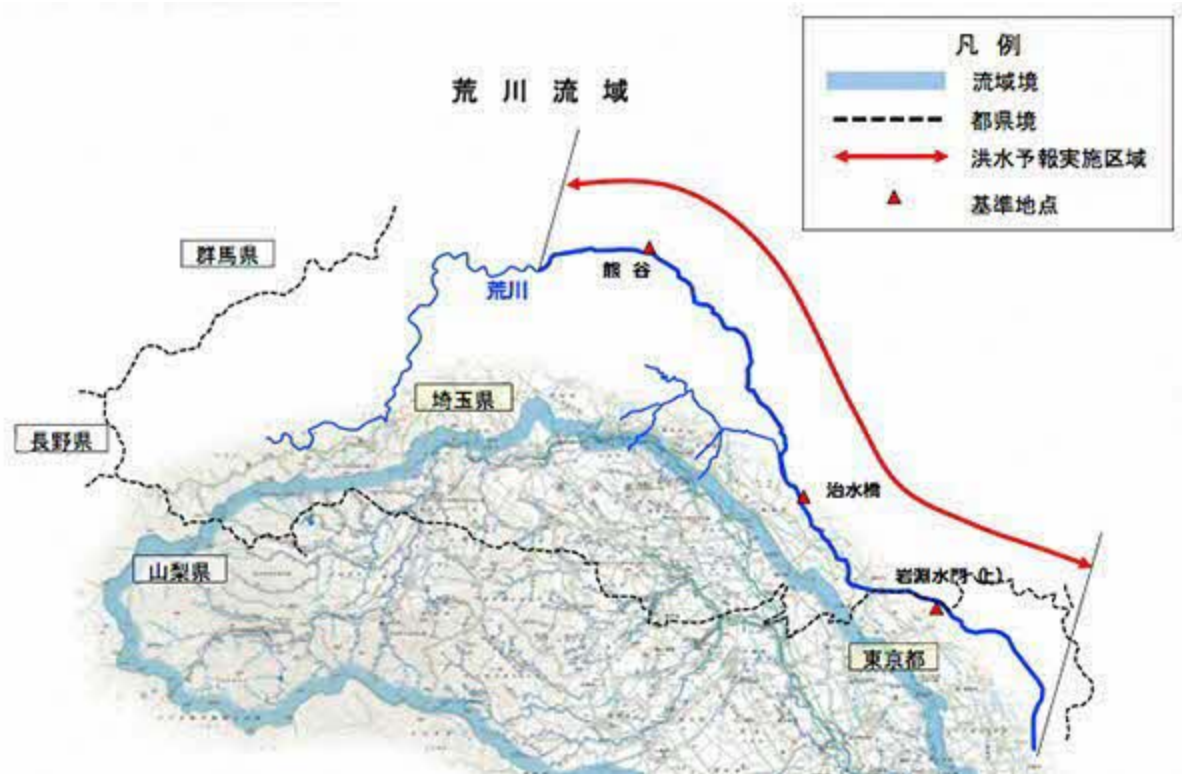 凡 例
流域境
都県境
洪水予報実施区域
基準地点
荒 川 流 域
群馬県
熊 谷
荒川
埼玉県
長野県
治水橋
山梨県
岩淵水門(上)
東京都